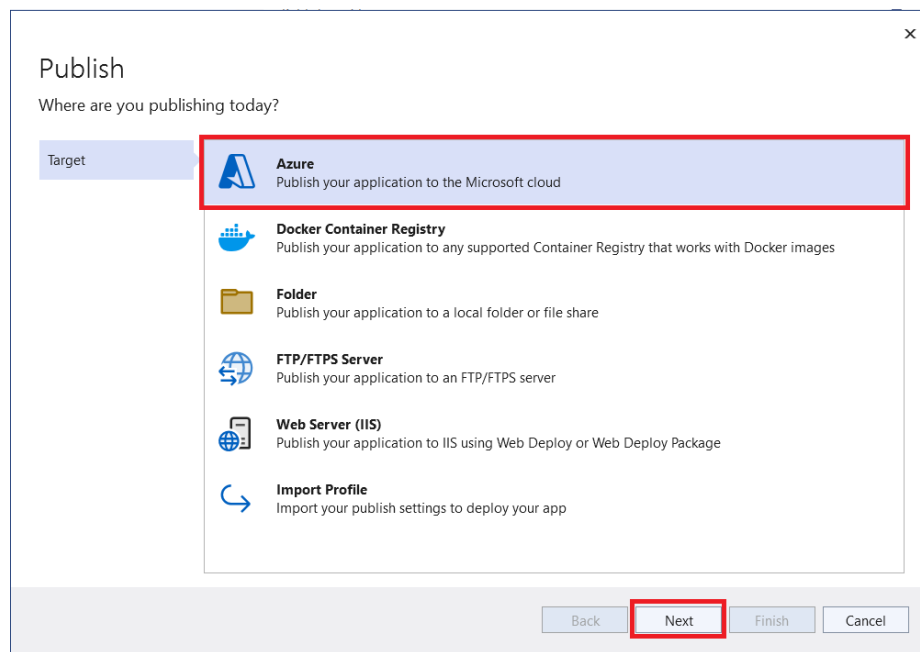 Publish
Where are you publishing today?
Target
Azure
Publish your application to the Microsoft cloud
Docker Container Registry
Publish your application to any supported Container Registry that works with Docker images
Folder
Publish your application to a local folder or file share
FTP/FTPS Server
Publish your application to an FTP/FTPS server
Web Server (IIS)
Publish your application to IIS using Web Deploy or Web Deploy Package
Import Profile
Import your publish settings to deploy your app
Back
Next
Finish
Cancel